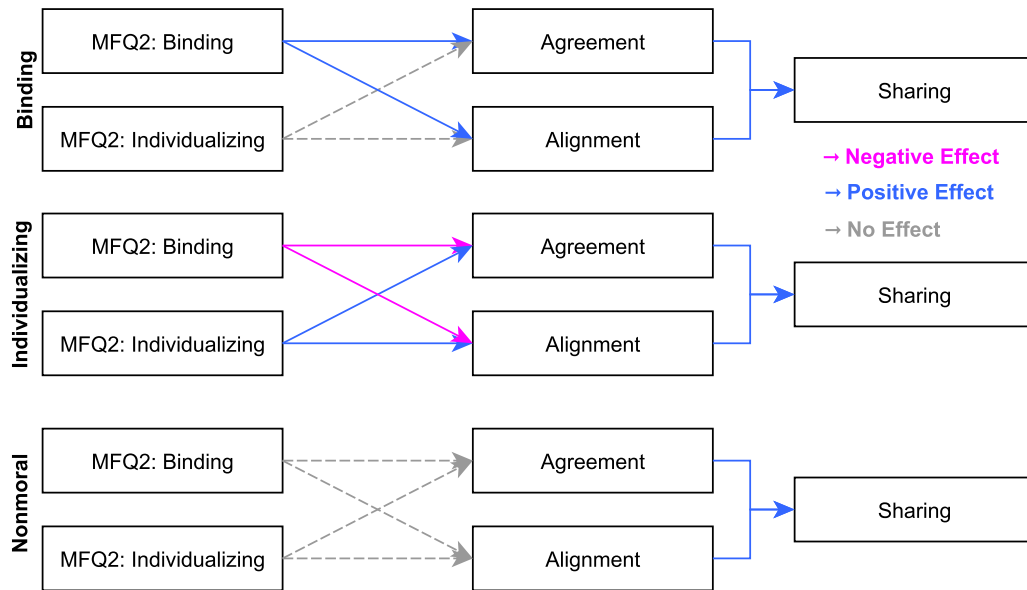 Binding
MFQ2: Binding
Agreement
MFQ2: Individualizing
Alignment
Sharing
→ Negative Effect
→ Positive Effect
→ No Effect
Individualizing
MFQ2: Binding
Agreement
MFQ2: Individualizing
Alignment
Sharing
Nonmoral
MFQ2: Binding
Agreement
MFQ2: Individualizing
Alignment
Sharing